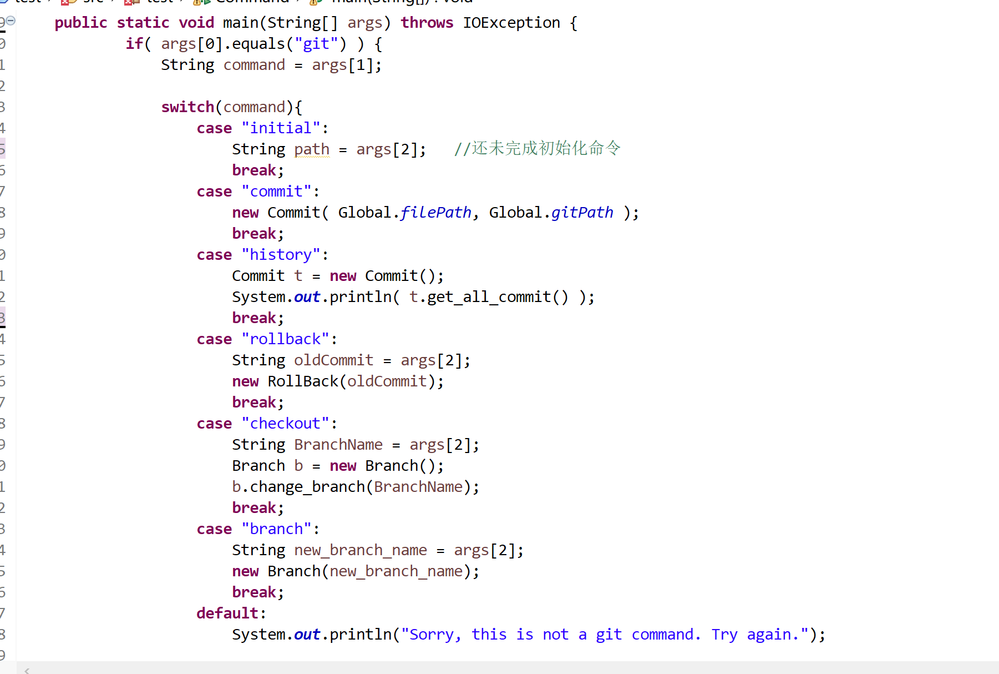 public static void main(String[] args) throws IOException {
if( args[0].equals("git") ) {
String command = args[1];
switch(command){
case "initial":
String path = args[2]; //还未完成初始化命令
break;
case "commit":
new Commit( Global.filePath, Global.gitPath );
break;
case "history":
Commit t = new Commit();
System.out.println( t.get_all_commit() );
break;
case "rollback":
String oldCommit = args[2];
new RollBack(oldCommit);
break;
case "checkout":
String BranchName = args[2];
Branch b = new Branch();
b.change_branch(BranchName);
break;
case "branch":
String new_branch_name = args[2];
new Branch(new_branch_name);
break;
default:
System.out.println("Sorry, this is not a git command. Try again.");